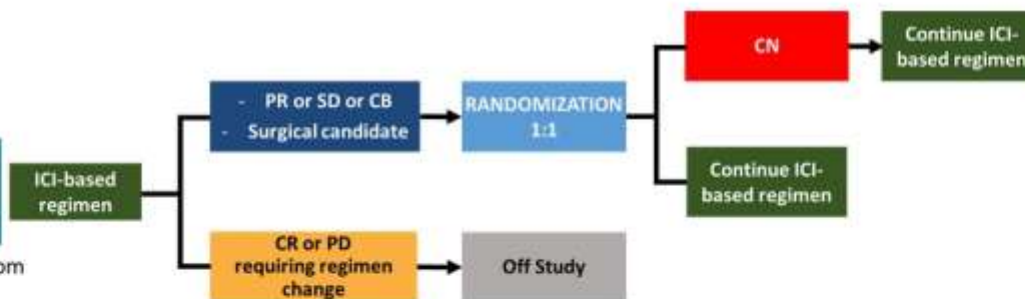 CN
Continue ICI-
based regimen
- PR or SD or CB
- Surgical candidate
RANDOMIZATION
1:1
ICI-based
regimen
Continue ICI-
based regimen
CR or PD
requiring regimen
change
Off Study
om